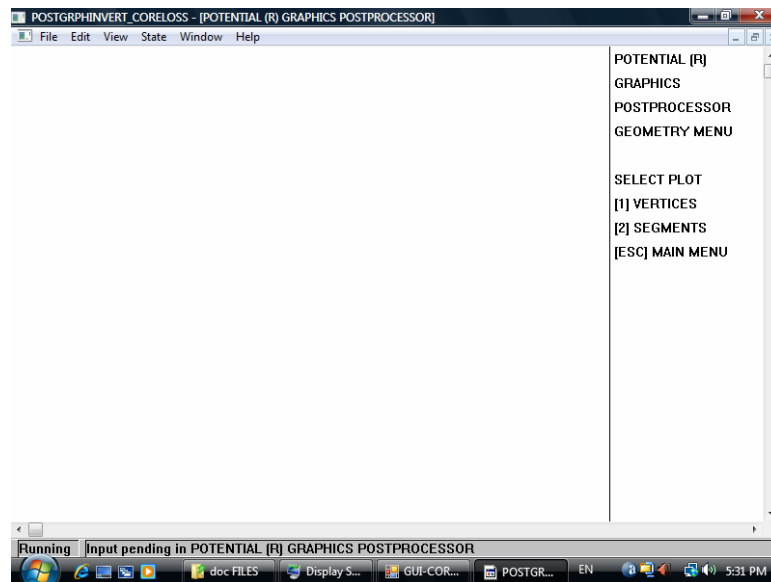 POSTGRPHINVERT_CORELOSS - [POTENTIAL (R) GRAPHICS POSTPROCESSOR]
File Edit View State Window Help
POTENTIAL (R)
GRAPHICS
POSTPROCESSOR
GEOMETRY MENU
SELECT PLOT
[1] VERTICES
[2] SEGMENTS
[ESC] MAIN MENU
Running Input pending in POTENTIAL (R) GRAPHICS POSTPROCESSOR
doc FILES Display S... GUI-COR... POSTGR... EN 5:31 PM